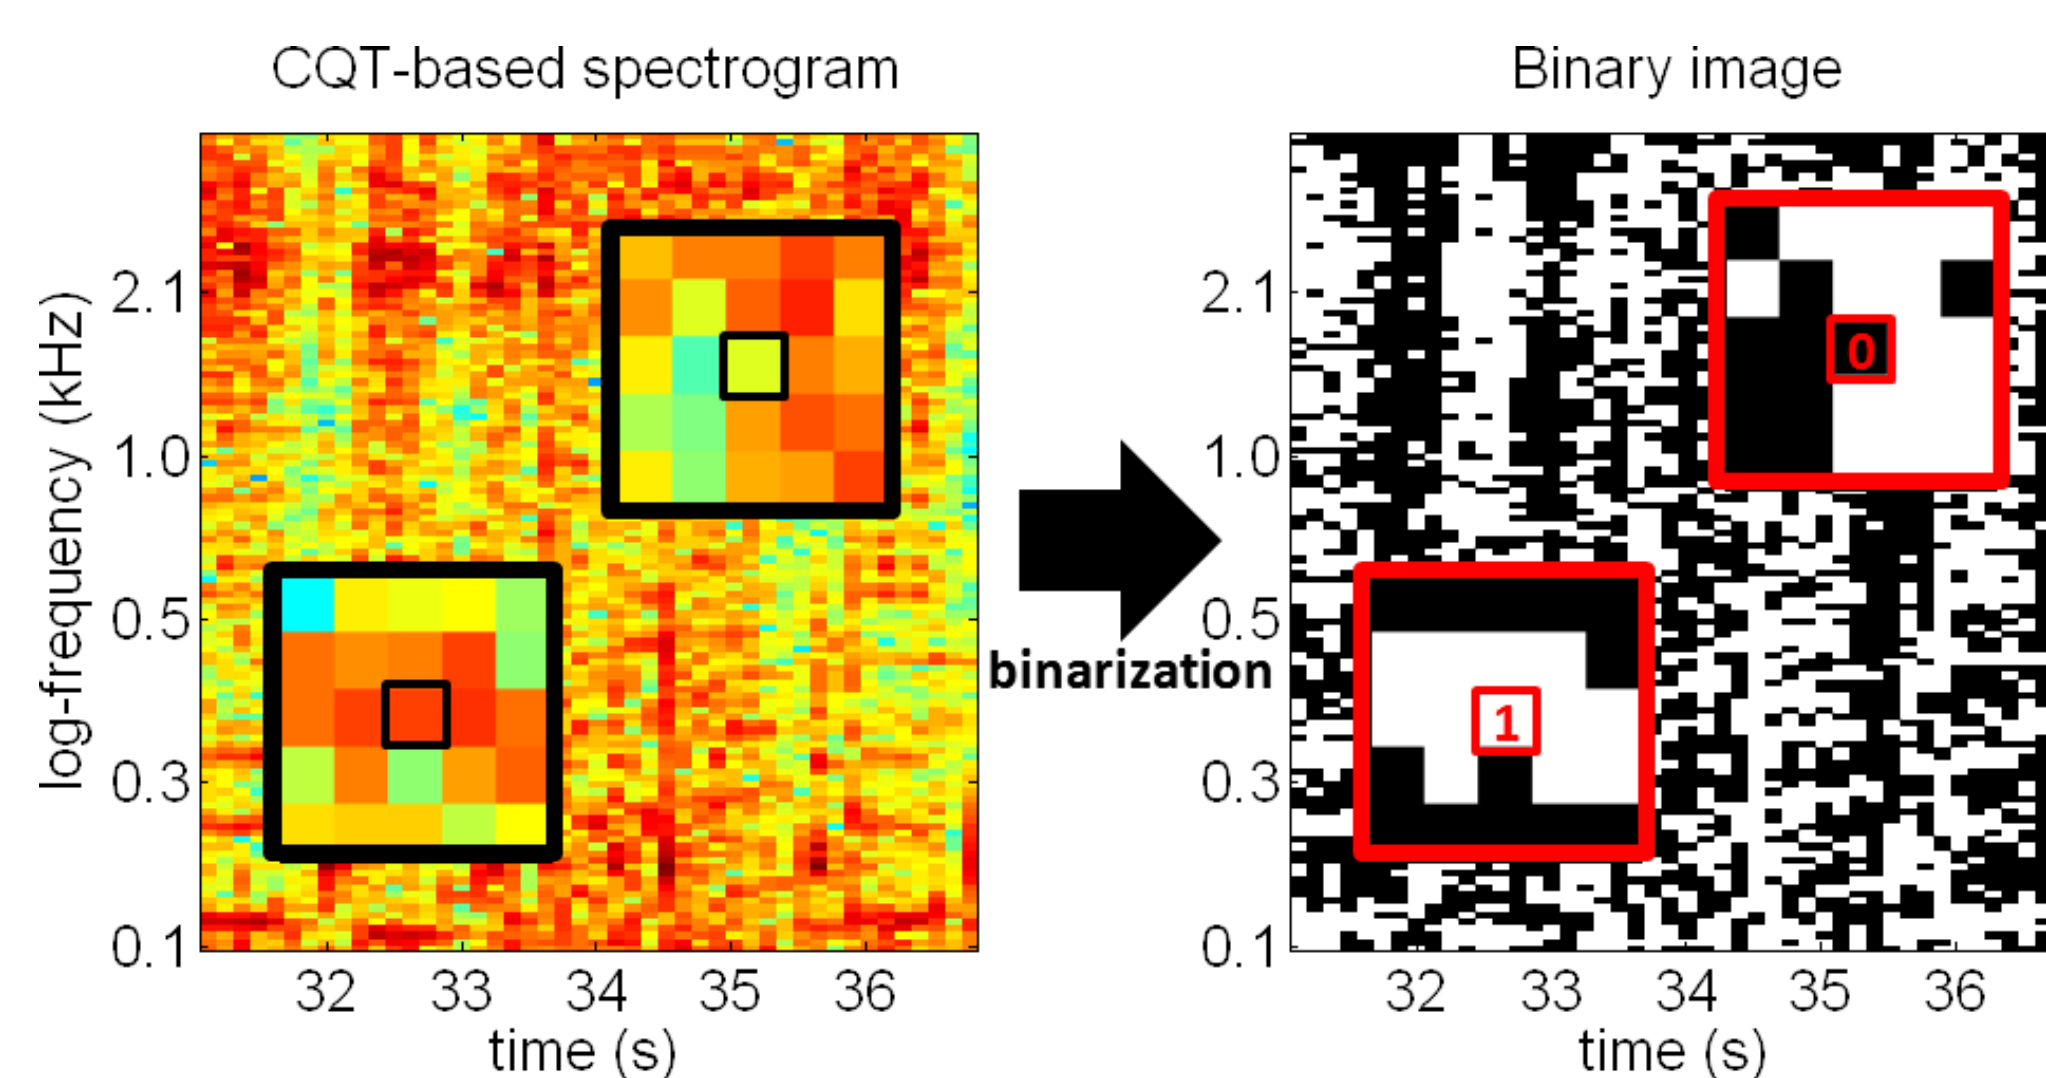 CQT-based spectrogram
log-frequency (kHz)
2.1
1.0
0.5
0.3
0.1
32 33 34 35 36
time (s)
binarization
Binary image
2.1
1.0
0.5
0.3
0.1
0
1
32 33 34 35 36
time (s)